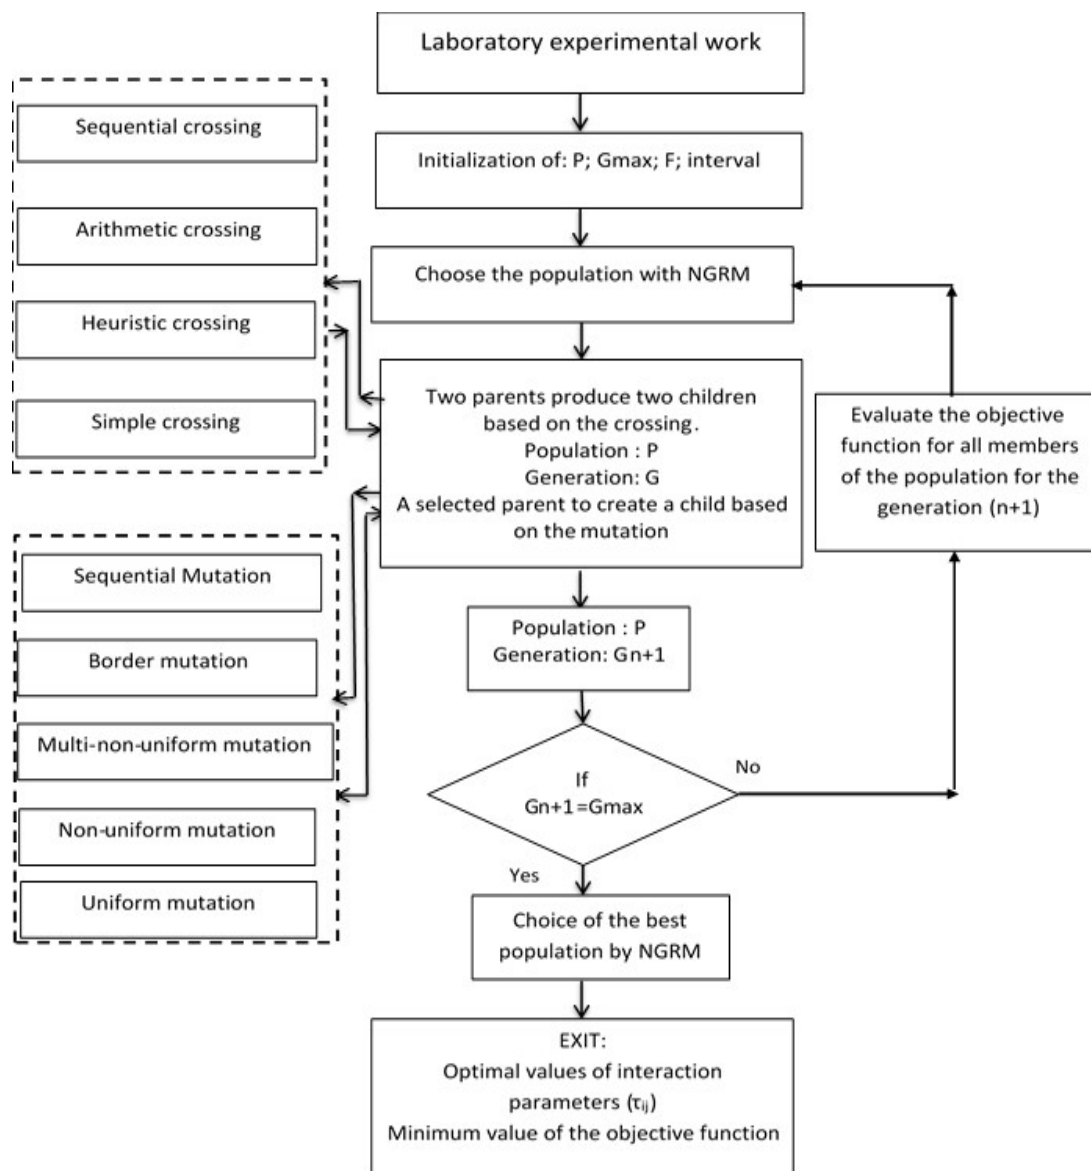 Laboratory experimental work
Initialization of: P; Gmax; F; interval
Choose the population with NGRM
Two parents produce two children
based on the crossing.
Population : P
Generation: G
A selected parent to create a child based
on the mutation
Population : P
Generation: Gn+1
If
Gn+1=Gmax
No
Yes
Evaluate the objective
function for all members
of the population for the
generation (n+1)
Choice of the best
population by NGRM
EXIT:
Optimal values of interaction
parameters (τij)
Minimum value of the objective function
Sequential crossing
Arithmetic crossing
Heuristic crossing
Simple crossing
Sequential Mutation
Border mutation
Multi-non-uniform mutation
Non-uniform mutation
Uniform mutation